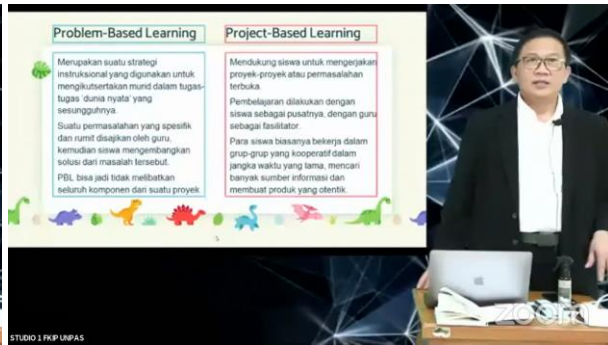 Problem-Based Learning
Merupakan suatu strategi
instruksional yang digunakan untuk
mengikutsertakan murid dalam tugas-
tugas 'dunia nyata' yang
sesungguhnya.
Suatu permasalahan yang spesifik
dan rumit disajikan oleh guru,
kemudian siswa mengembangkan
solusi dari masalah tersebut.
PBL bisa jadi tidak melibatkan
seluruh komponen dari suatu proyek
Project-Based Learning
Mendukung siswa untuk mengerjakan
proyek-proyek atau permasalahan
terbuka.
Pembelajaran dilakukan dengan
siswa sebagai pusatnya, dengan guru
sebagai fasilitator.
Para siswa biasanya bekerja dalam
grup-grup yang kooperatif dalam
jangka waktu yang lama, mencari
banyak sumber informasi dan
membuat produk yang otentik.
zoom
STUDIO 1 FKIP UNPAS